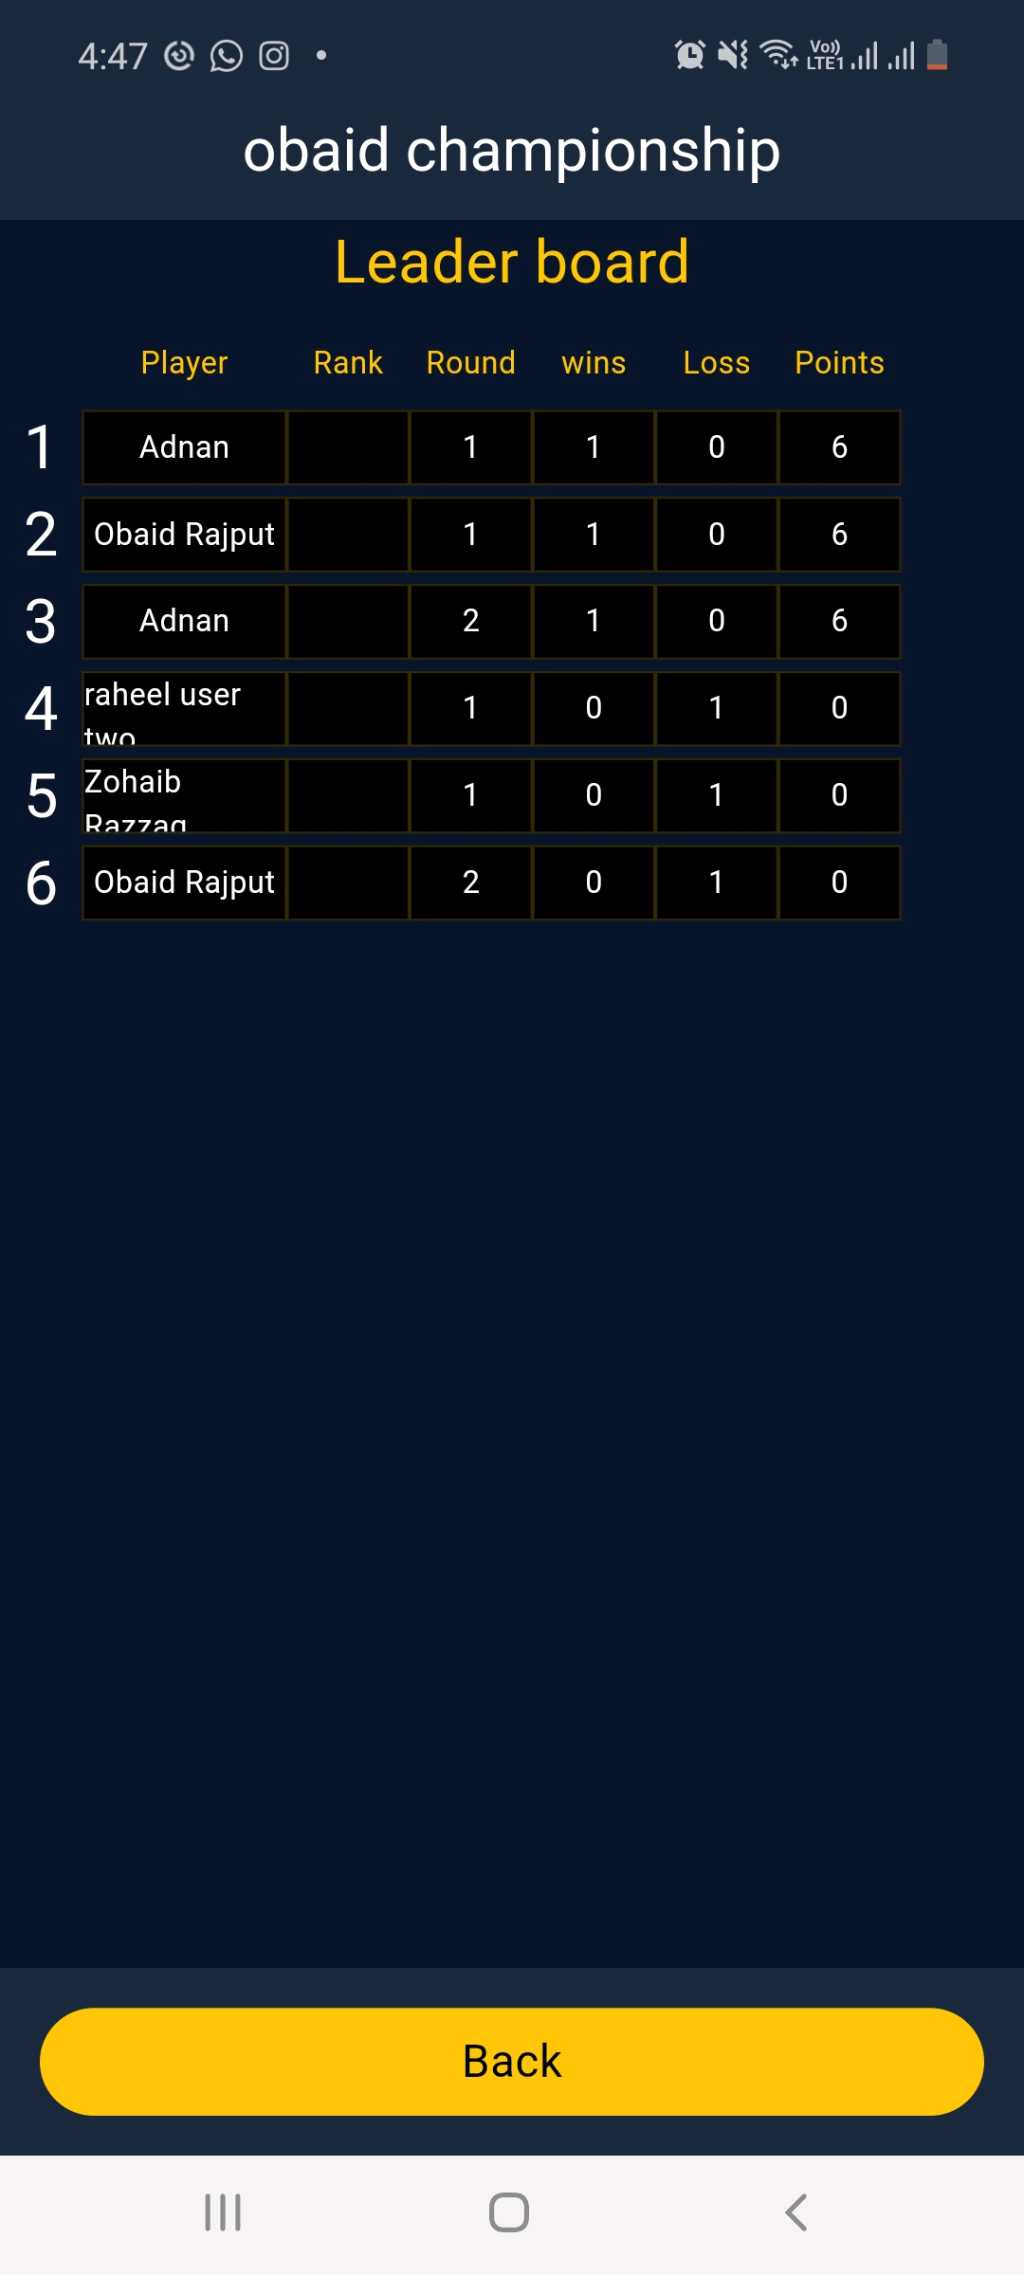 4:47
Vo))
LTE1
obaid championship
Leader board
Player Rank Round wins Loss Points
1 Adnan 1 1 0 6
2 Obaid Rajput 1 1 0 6
3 Adnan 2 1 0 6
4 raheel user two 1 0 1 0
5 Zohaib Razzaq 1 0 1 0
6 Obaid Rajput 2 0 1 0
Back